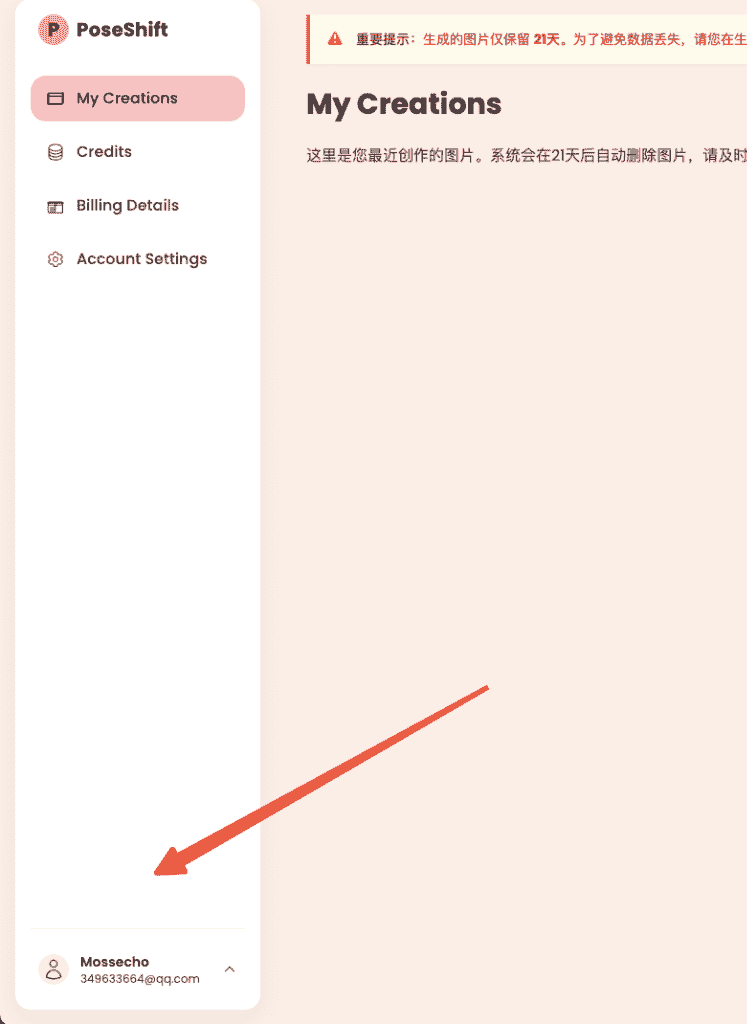 P PoseShift
My Creations
Credits
Billing Details
Account Settings
重要提示：生成的图片仅保留 21天。为了避免数据丢失，请您在生
My Creations
这里是您最近创作的图片。系统会在21天后自动删除图片，请及时
Mossecho
349633664@qq.com